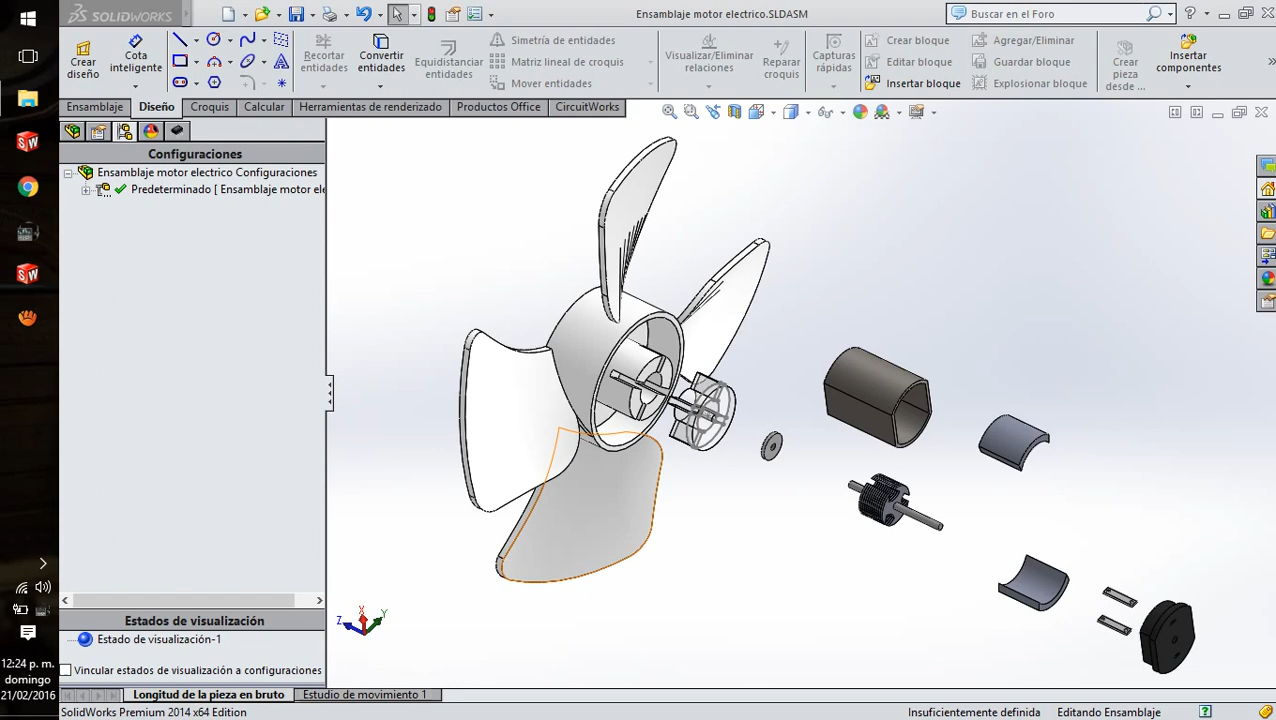 SOLIDWORKS
Ensamblaje motor electrico.SLDASM
Buscar en el Foro
?
Crear diseño
Cota inteligente
Recortar entidades
Convertir entidades
Equidistanciar entidades
Simetría de entidades
Matriz lineal de croquis
Mover entidades
Visualizar/Eliminar relaciones
Reparar croquis
Capturas rápidas
Crear bloque
Editar bloque
Insertar bloque
Agregar/Eliminar
Guardar bloque
Explosionar bloque
Crear pieza desde ...
Insertar componentes
Ensamblaje
Diseño
Croquis
Calcular
Herramientas de renderizado
Productos Office
CircuitWorks
Configuraciones
Ensamblaje motor electrico Configuraciones
Predeterminado [ Ensamblaje motor ele
X
Y
Z
Estados de visualización
Estado de visualización-1
Vincular estados de visualización a configuraciones
12:24 p. m.
domingo
21/02/2016
Longitud de la pieza en bruto
Estudio de movimiento 1
SolidWorks Premium 2014 x64 Edition
Insuficientemente definida
Editando Ensamblaje
?